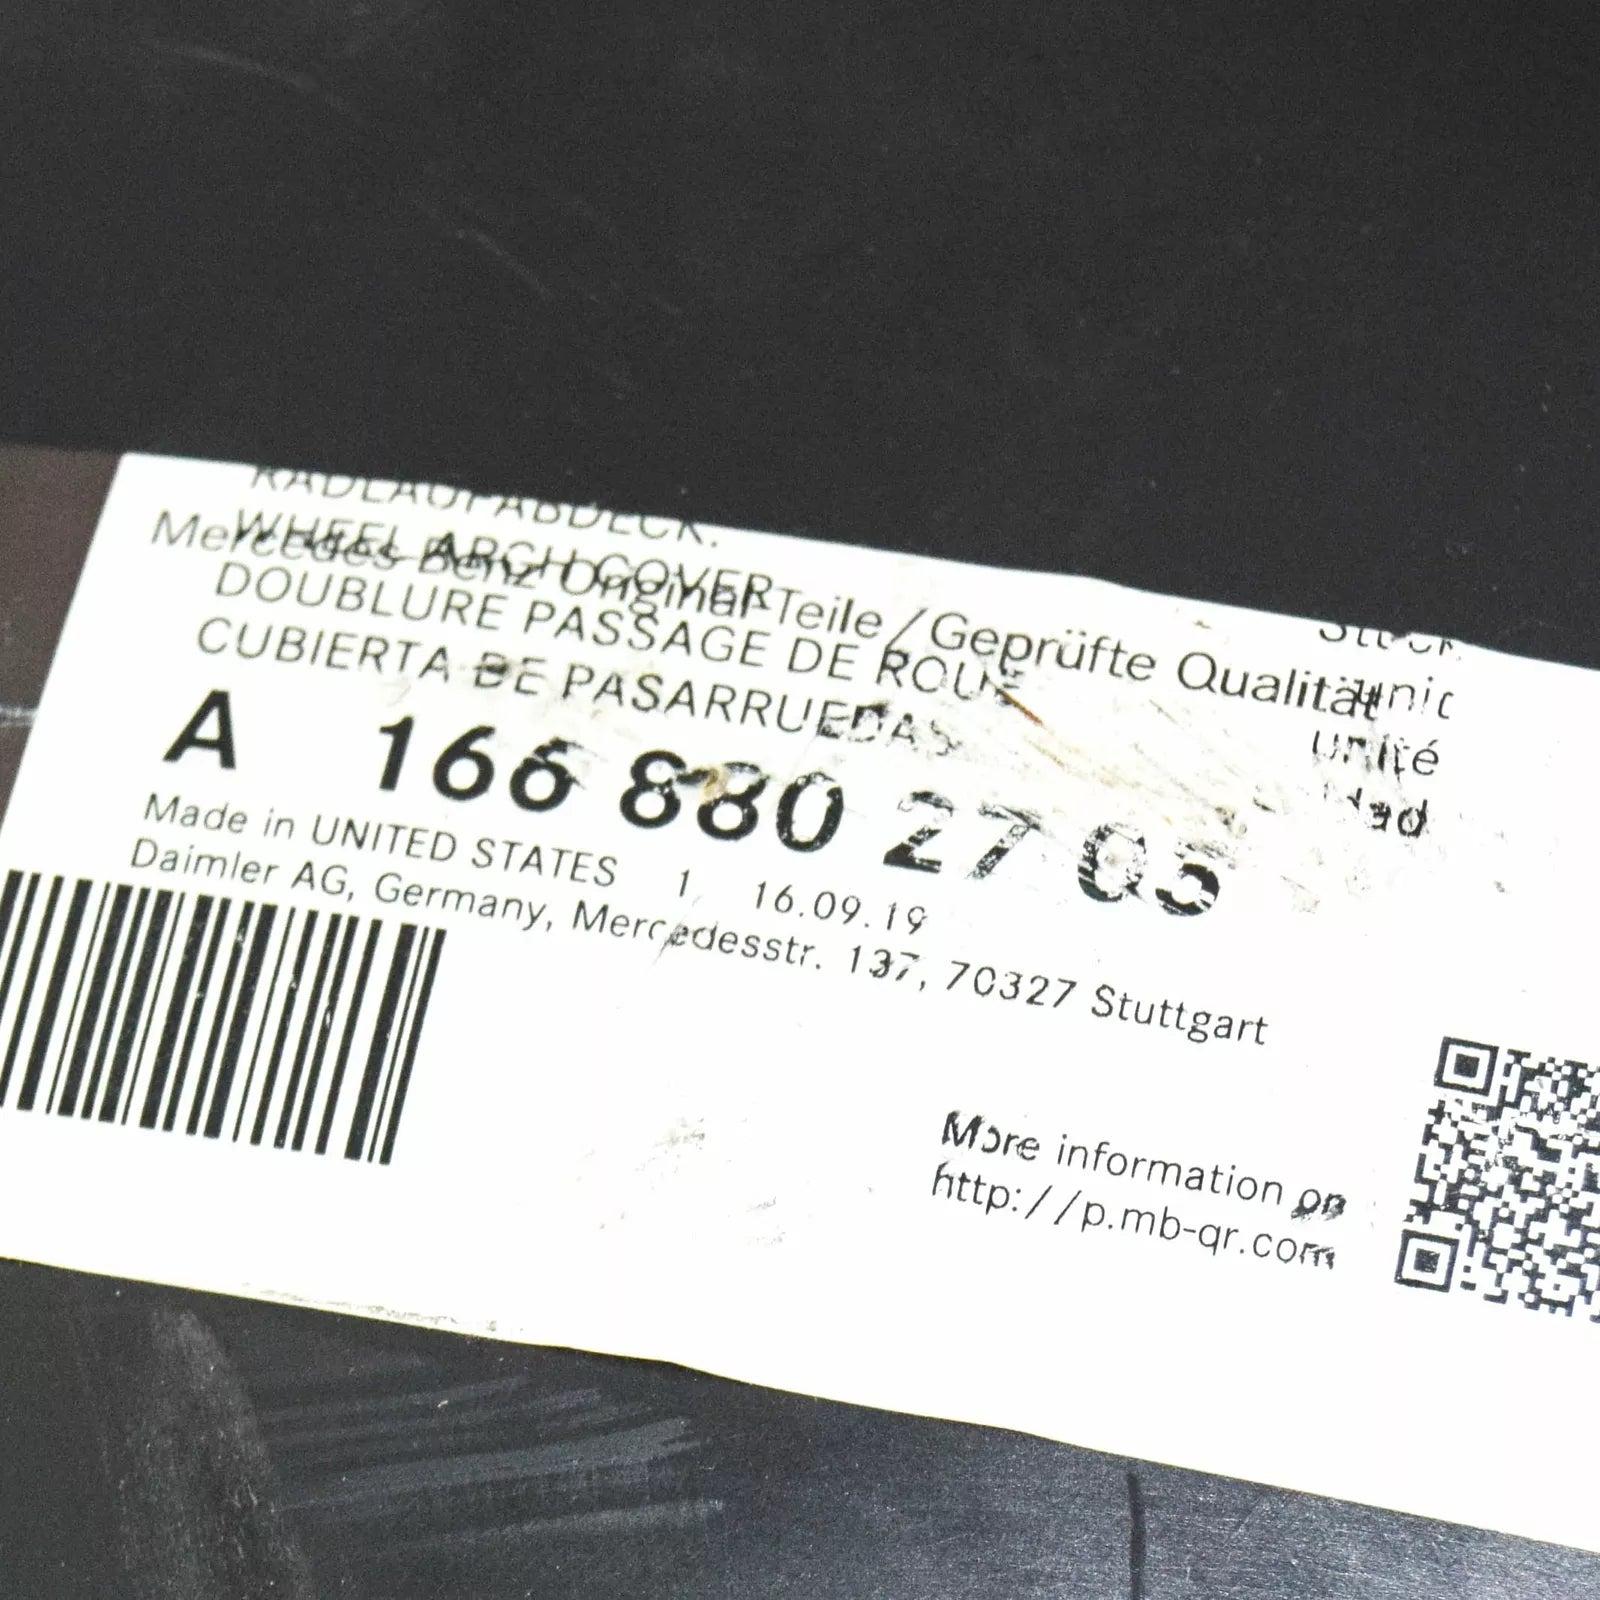 RADLAUFABDECK.
Mercedes-Benz Original-Teile/Geprüfte Qualität
WHEEL ARCH COVER
DOUBLURE PASSAGE DE ROUE
CUBIERTA DE PASARRUEDAS
unité
A 166 880 27 05
Made in UNITED STATES 1 16.09.19
Daimler AG, Germany, Mercedesstr. 137, 70327 Stuttgart
More information on
http://p.mb-qr.com